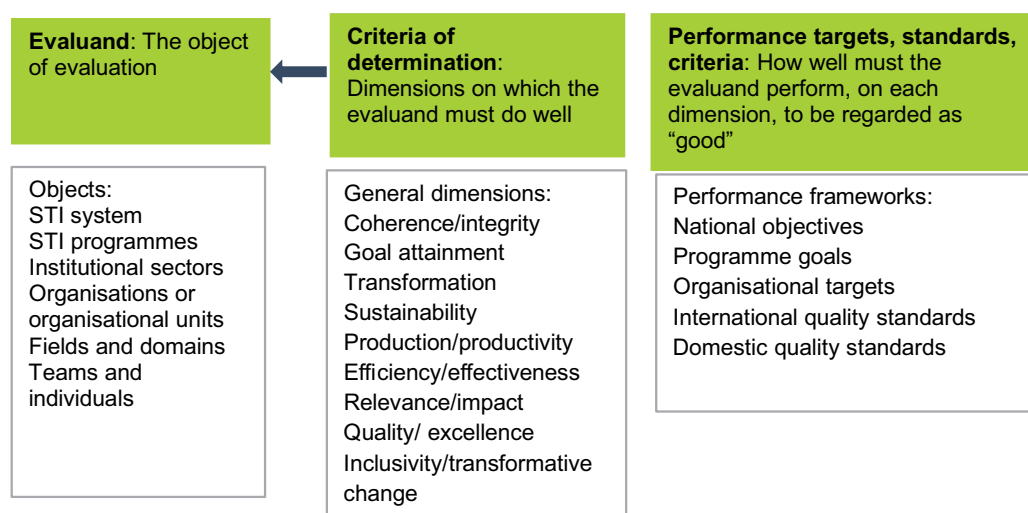 Evaluand: The object
of evaluation
Criteria of
determination:
Dimensions on which the
evaluand must do well
Performance targets, standards,
criteria: How well must the
evaluand perform, on each
dimension, to be regarded as
“good”
Objects:
STI system
STI programmes
Institutional sectors
Organisations or
organisational units
Fields and domains
Teams and
individuals
General dimensions:
Coherence/integrity
Goal attainment
Transformation
Sustainability
Production/productivity
Efficiency/effectiveness
Relevance/impact
Quality/ excellence
Inclusivity/transformative
change
Performance frameworks:
National objectives
Programme goals
Organisational targets
International quality standards
Domestic quality standards